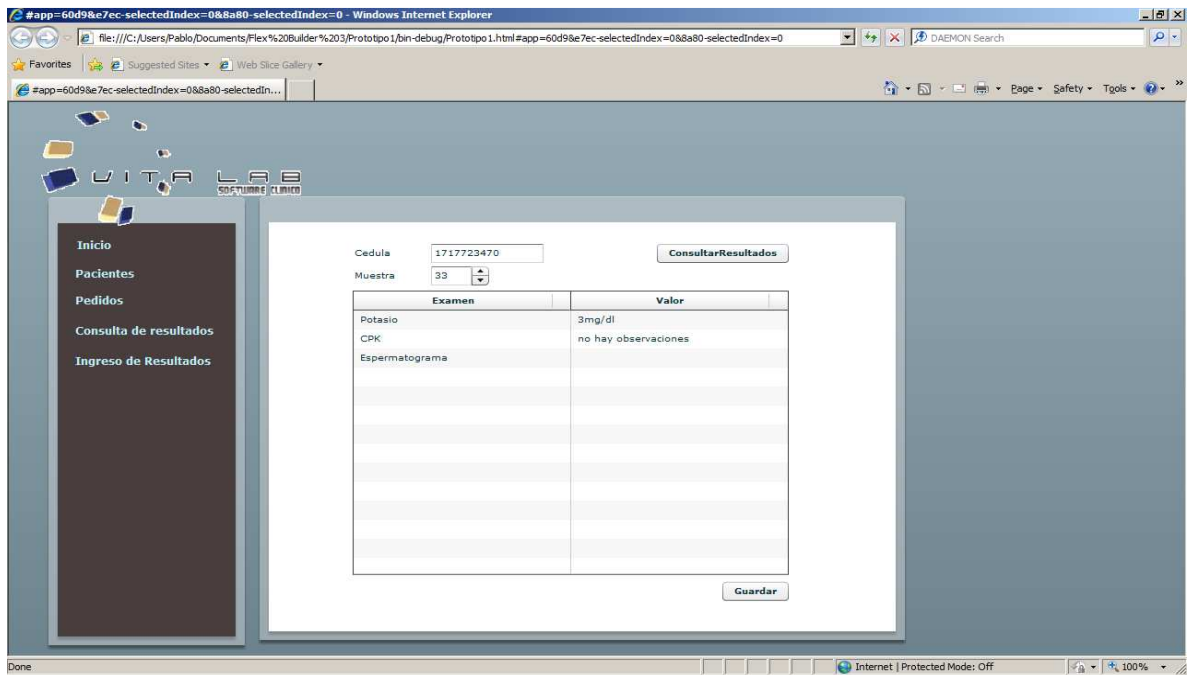 #app=60d9&e7ec-selectedIndex=0&8a80-selectedIndex=0 - Windows Internet Explorer
file:///C:/Users/Pablo/Documents/Flex%20Builder%203/Prototipo1/bin-debug/Prototipo1.html#app=60d9&e7ec-selectedIndex=0&8a80-selectedIndex=0
DAEMON Search
Favorites Suggested Sites Web Slice Gallery
#app=60d9&e7ec-selectedIndex=0&8a80-selectedIn...
Page Safety Tools
VITA LAB
SOFTWARE CLINICO
Inicio
Pacientes
Pedidos
Consulta de resultados
Ingreso de Resultados
Cedula 1717723470 ConsultarResultados
Muestra 33
Examen Valor
Potasio 3mg/dl
CPK no hay observaciones
Espermatograma
Guardar
Done Internet | Protected Mode: Off 100%